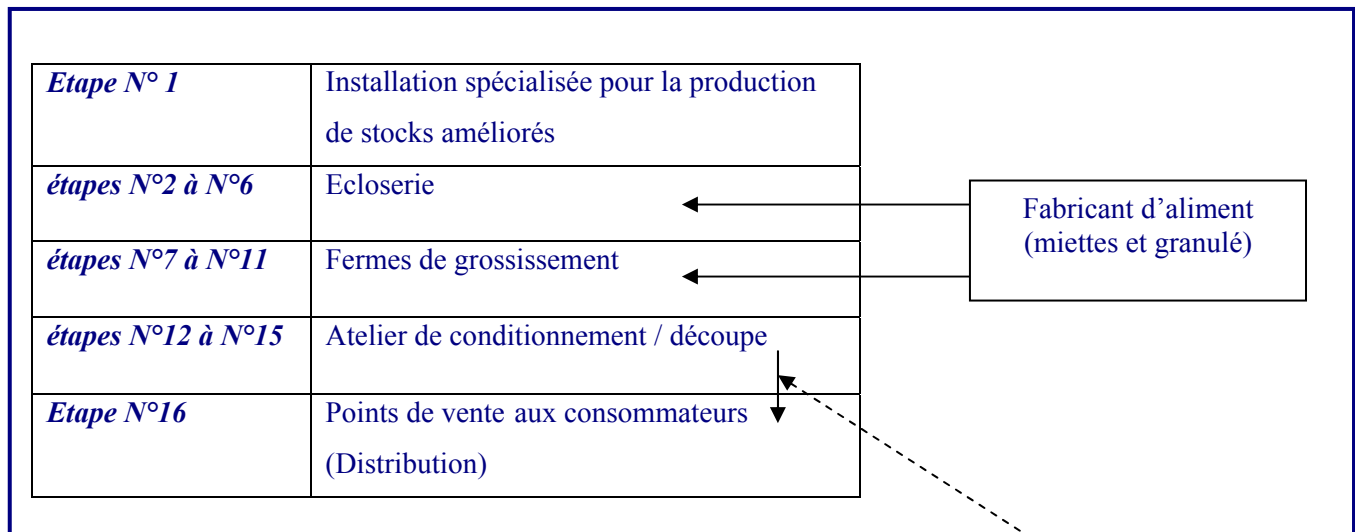 Etape N° 1
Installation spécialisée pour la production
de stocks améliorés
étapes N°2 à N°6
Ecloserie
Fabricant d’aliment
(miettes et granulé)
étapes N°7 à N°11
Fermes de grossissement
étapes N°12 à N°15
Atelier de conditionnement / découpe
Etape N°16
Points de vente aux consommateurs
(Distribution)